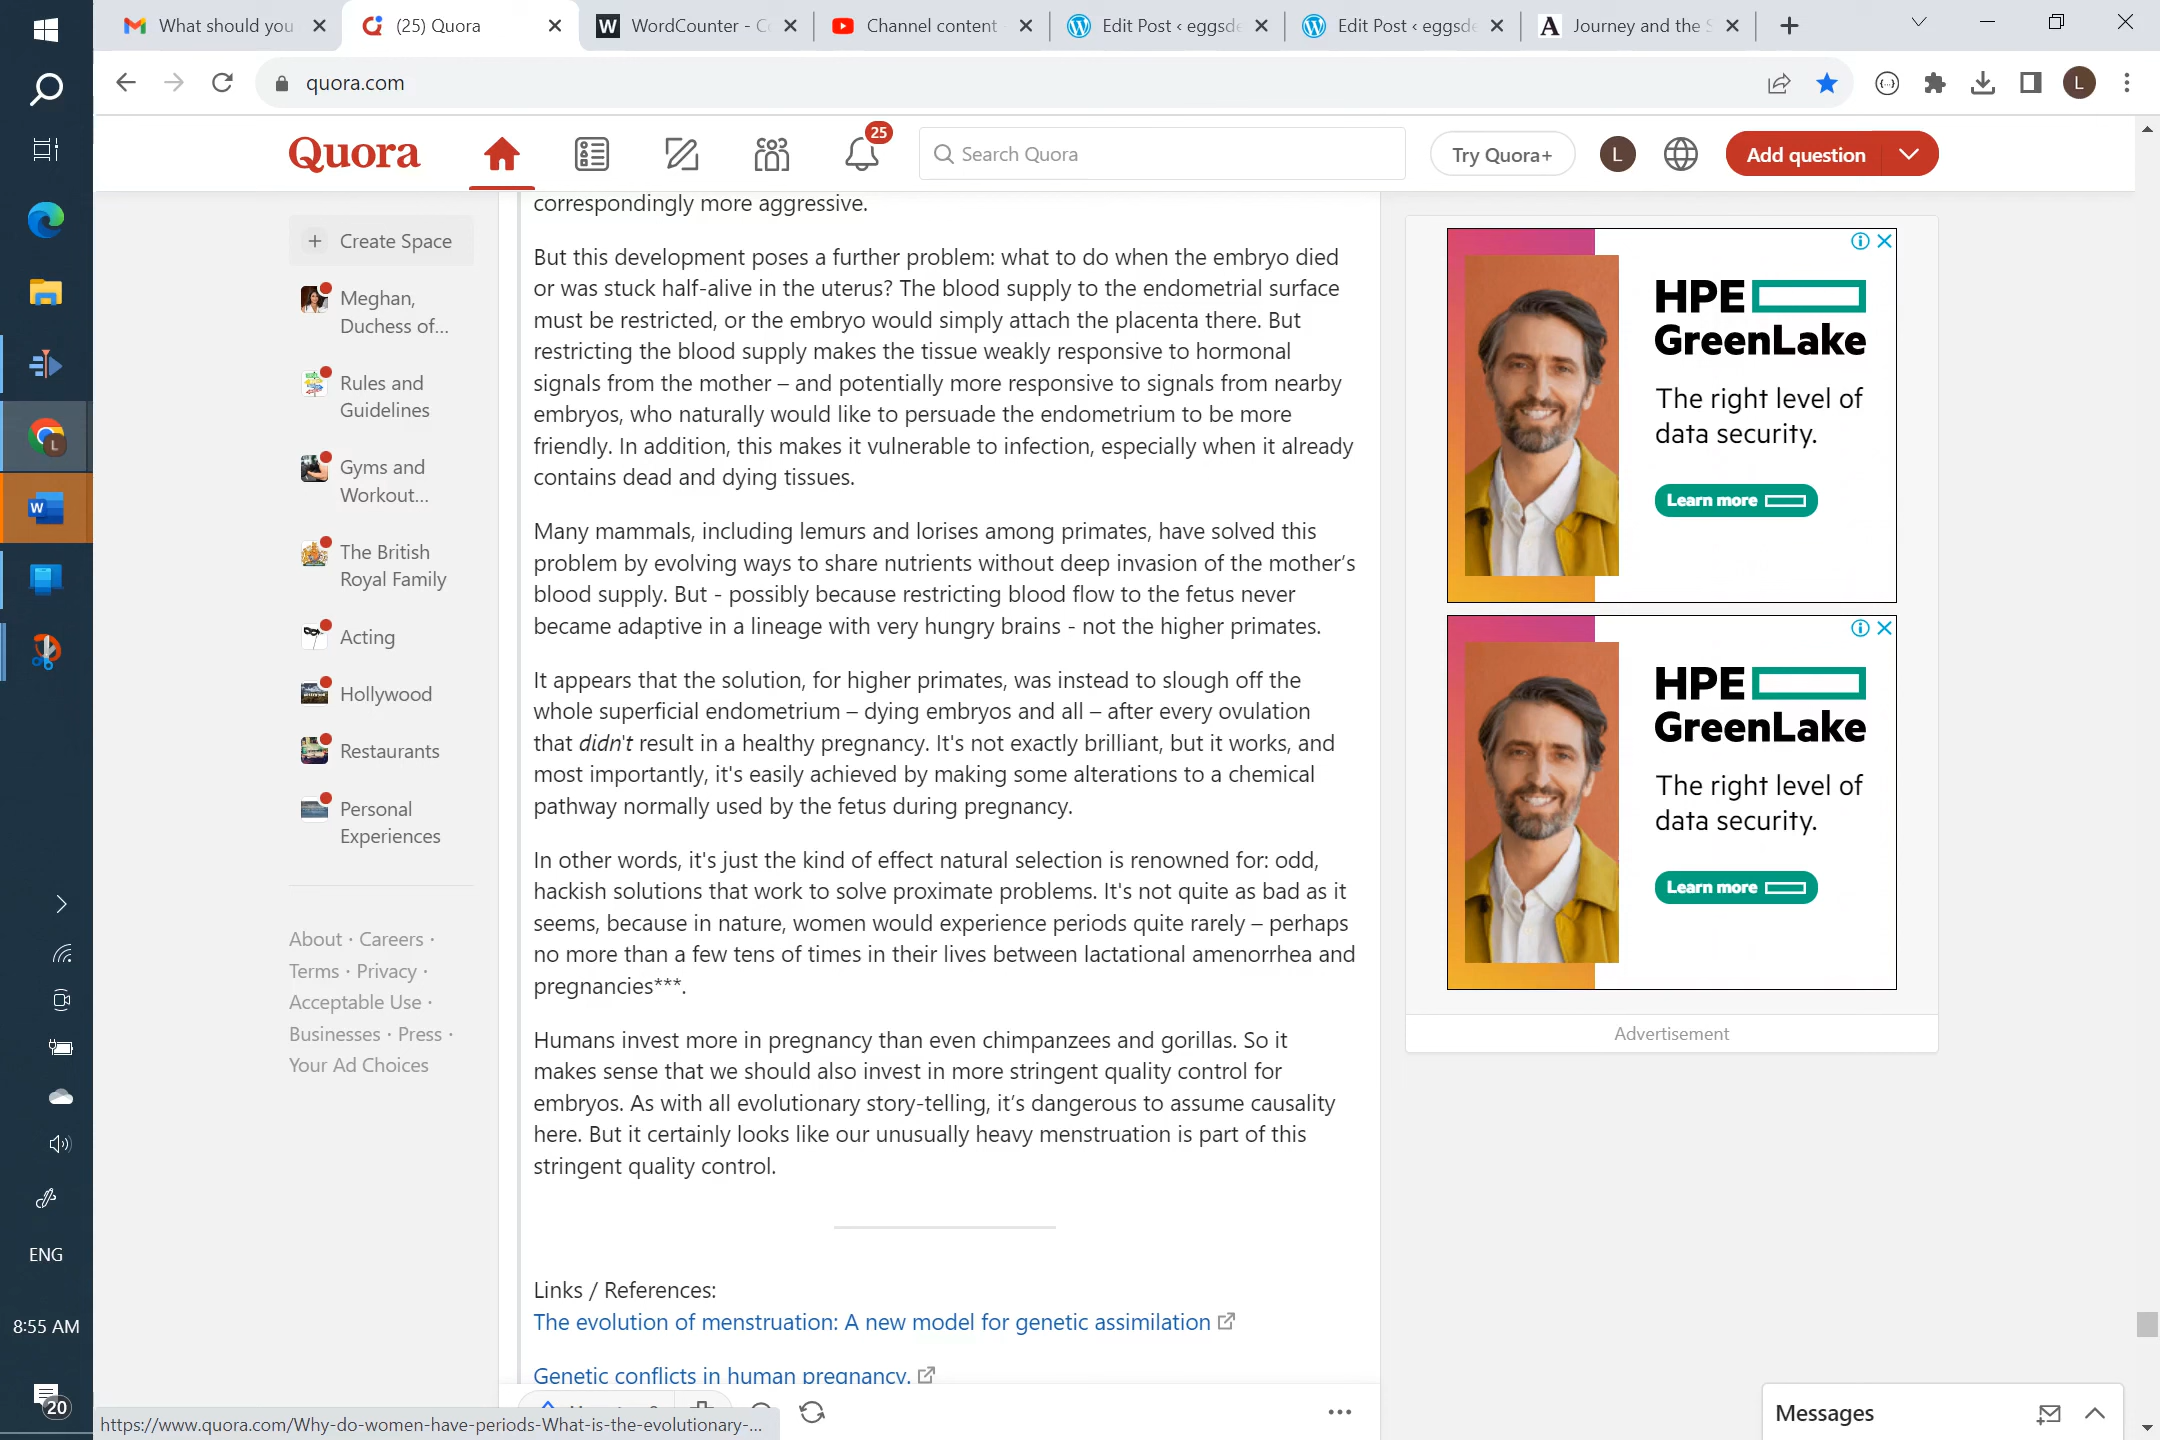 What should you
(25) Quora
WordCounter - Co
Channel content
Edit Post ‹ eggsde
Edit Post ‹ eggsde
Journey and the S
quora.com
L
Quora
25
Search Quora
Try Quora+
L
Add question
Create Space
Meghan,
Duchess of...
Rules and
Guidelines
Gyms and
Workout...
The British
Royal Family
Acting
Hollywood
Restaurants
Personal
Experiences
About · Careers ·
Terms · Privacy ·
Acceptable Use ·
Businesses · Press ·
Your Ad Choices
correspondingly more aggressive.
But this development poses a further problem: what to do when the embryo died
or was stuck half-alive in the uterus? The blood supply to the endometrial surface
must be restricted, or the embryo would simply attach the placenta there. But
restricting the blood supply makes the tissue weakly responsive to hormonal
signals from the mother – and potentially more responsive to signals from nearby
embryos, who naturally would like to persuade the endometrium to be more
friendly. In addition, this makes it vulnerable to infection, especially when it already
contains dead and dying tissues.
Many mammals, including lemurs and lorises among primates, have solved this
problem by evolving ways to share nutrients without deep invasion of the mother’s
blood supply. But - possibly because restricting blood flow to the fetus never
became adaptive in a lineage with very hungry brains - not the higher primates.
It appears that the solution, for higher primates, was instead to slough off the
whole superficial endometrium – dying embryos and all – after every ovulation
that didn't result in a healthy pregnancy. It's not exactly brilliant, but it works, and
most importantly, it's easily achieved by making some alterations to a chemical
pathway normally used by the fetus during pregnancy.
In other words, it's just the kind of effect natural selection is renowned for: odd,
hackish solutions that work to solve proximate problems. It's not quite as bad as it
seems, because in nature, women would experience periods quite rarely – perhaps
no more than a few tens of times in their lives between lactational amenorrhea and
pregnancies***.
Humans invest more in pregnancy than even chimpanzees and gorillas. So it
makes sense that we should also invest in more stringent quality control for
embryos. As with all evolutionary story-telling, it’s dangerous to assume causality
here. But it certainly looks like our unusually heavy menstruation is part of this
stringent quality control.
Links / References:
The evolution of menstruation: A new model for genetic assimilation
Genetic conflicts in human pregnancy.
HPE
GreenLake
The right level of
data security.
Learn more
HPE
GreenLake
The right level of
data security.
Learn more
Advertisement
Messages
ENG
8:55 AM
20
https://www.quora.com/Why-do-women-have-periods-What-is-the-evolutionary-...